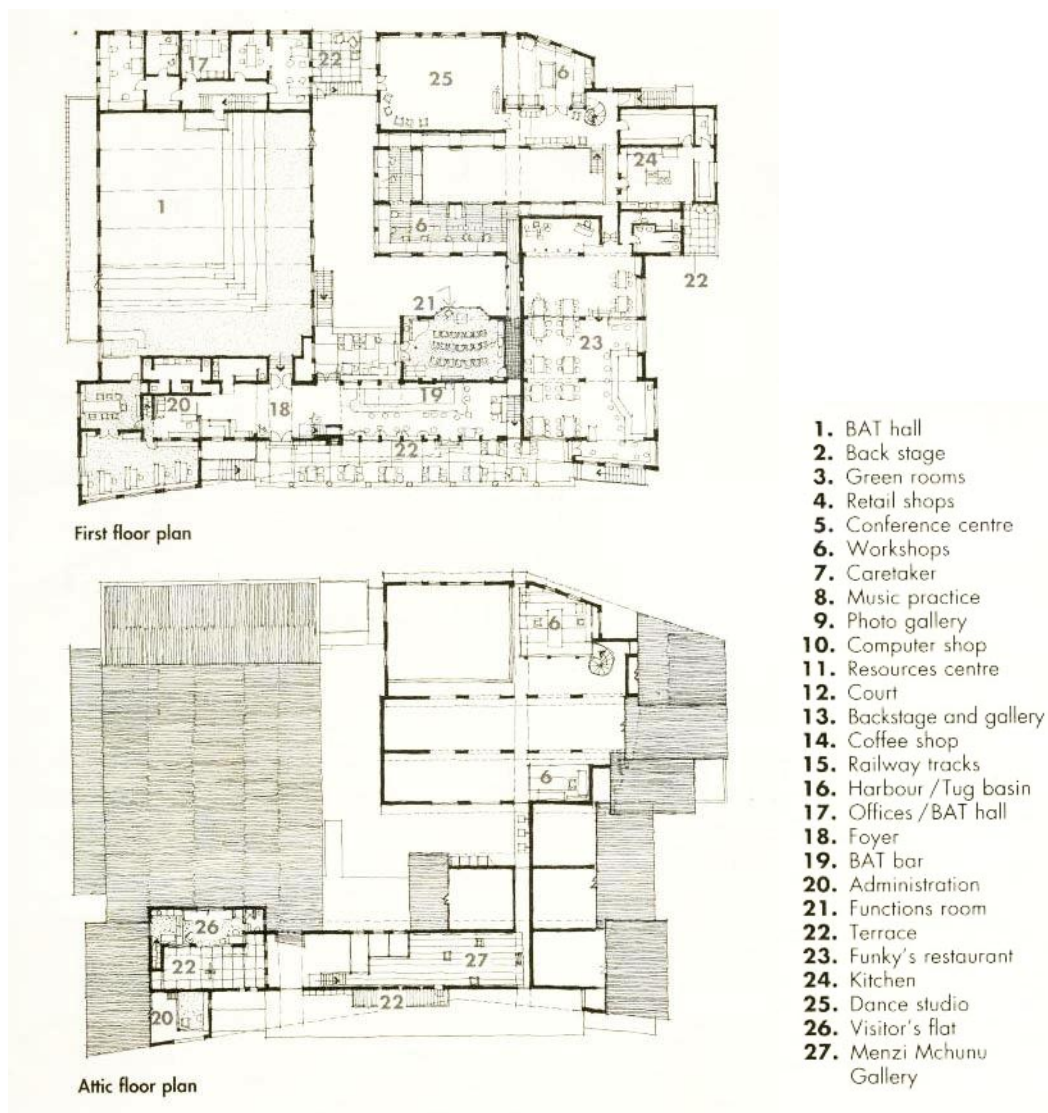 17
22
25
6
24
1
6
22
21
23
19
20
18
22
First floor plan
6
6
26
22
27
20
22
Attic floor plan
1. BAT hall
2. Back stage
3. Green rooms
4. Retail shops
5. Conference centre
6. Workshops
7. Caretaker
8. Music practice
9. Photo gallery
10. Computer shop
11. Resources centre
12. Court
13. Backstage and gallery
14. Coffee shop
15. Railway tracks
16. Harbour / Tug basin
17. Offices / BAT hall
18. Foyer
19. BAT bar
20. Administration
21. Functions room
22. Terrace
23. Funky's restaurant
24. Kitchen
25. Dance studio
26. Visitor's flat
27. Menzi Mchunu
Gallery